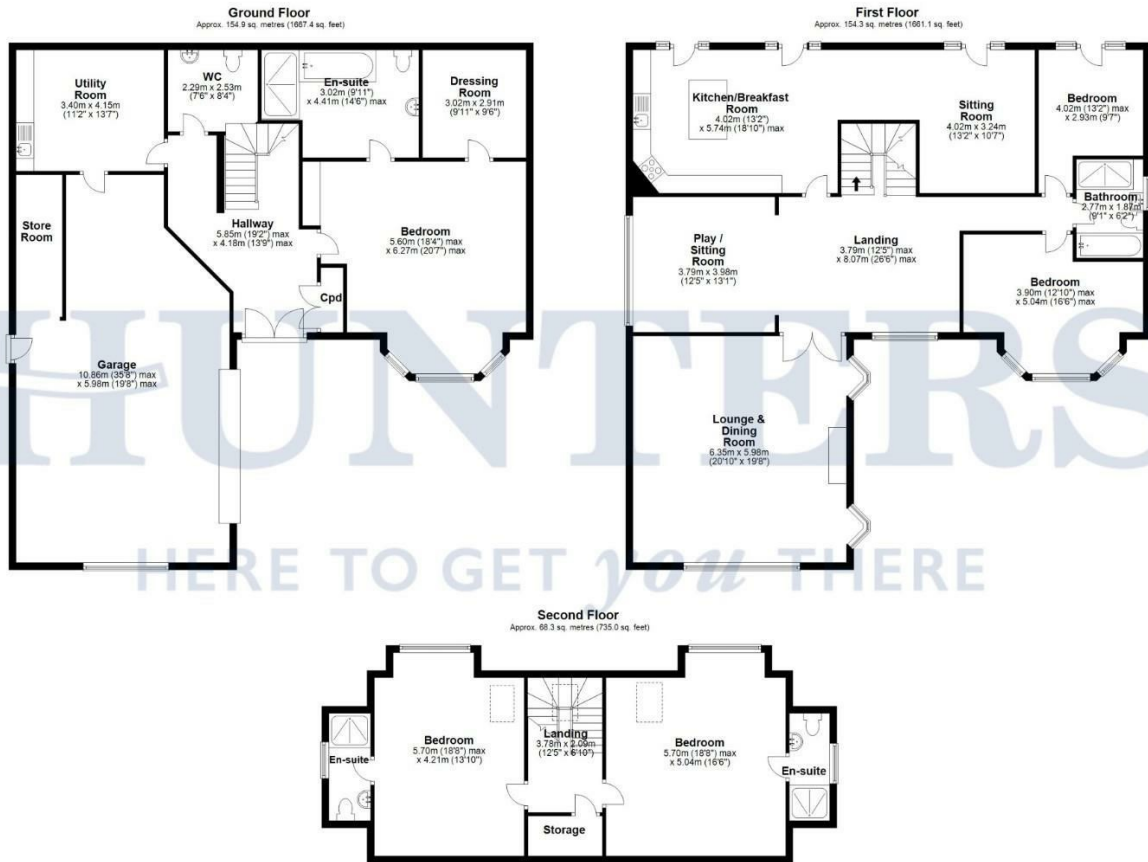 Ground Floor
Approx. 154.9 sq. metres (1667.4 sq. feet)
Utility
Room
3.40m x 4.15m
(11'2" x 13'7")
WC
2.29m x 2.53m
(7'6" x 8'4")
En-suite
3.02m (9'11")
x 4.41m (14'6") max
Dressing
Room
3.02m x 2.91m
(9'11" x 9'6")
Store
Room
Hallway
5.85m (19'2") max
x 4.18m (13'9") max
Bedroom
5.60m (18'4") max
x 6.27m (20'7") max
Cpd
Garage
10.86m (35'8") max
x 5.98m (19'8") max
First Floor
Approx. 154.3 sq. metres (1661.1 sq. feet)
Kitchen/Breakfast
Room
4.02m (13'2")
x 5.74m (18'10") max
Sitting
Room
4.02m x 3.24m
(13'2" x 10'7")
Bedroom
4.02m (13'2") max
x 2.93m (9'7")
Bathroom
2.77m x 1.87m
(9'1" x 6'2")
Play /
Sitting
Room
3.79m x 3.98m
(12'5" x 13'1")
Landing
3.79m (12'5") max
x 8.07m (26'6") max
Bedroom
3.90m (12'10") max
x 5.04m (16'6") max
Lounge &
Dining
Room
6.35m x 5.98m
(20'10" x 19'8")
HUNTERS
HERE TO GET you THERE
Second Floor
Approx. 68.3 sq. metres (735.0 sq. feet)
En-suite
Bedroom
5.70m (18'8") max
x 4.21m (13'10")
Landing
3.78m x 2.09m
(12'5" x 6'10")
Bedroom
5.70m (18'8") max
x 5.04m (16'6")
En-suite
Storage